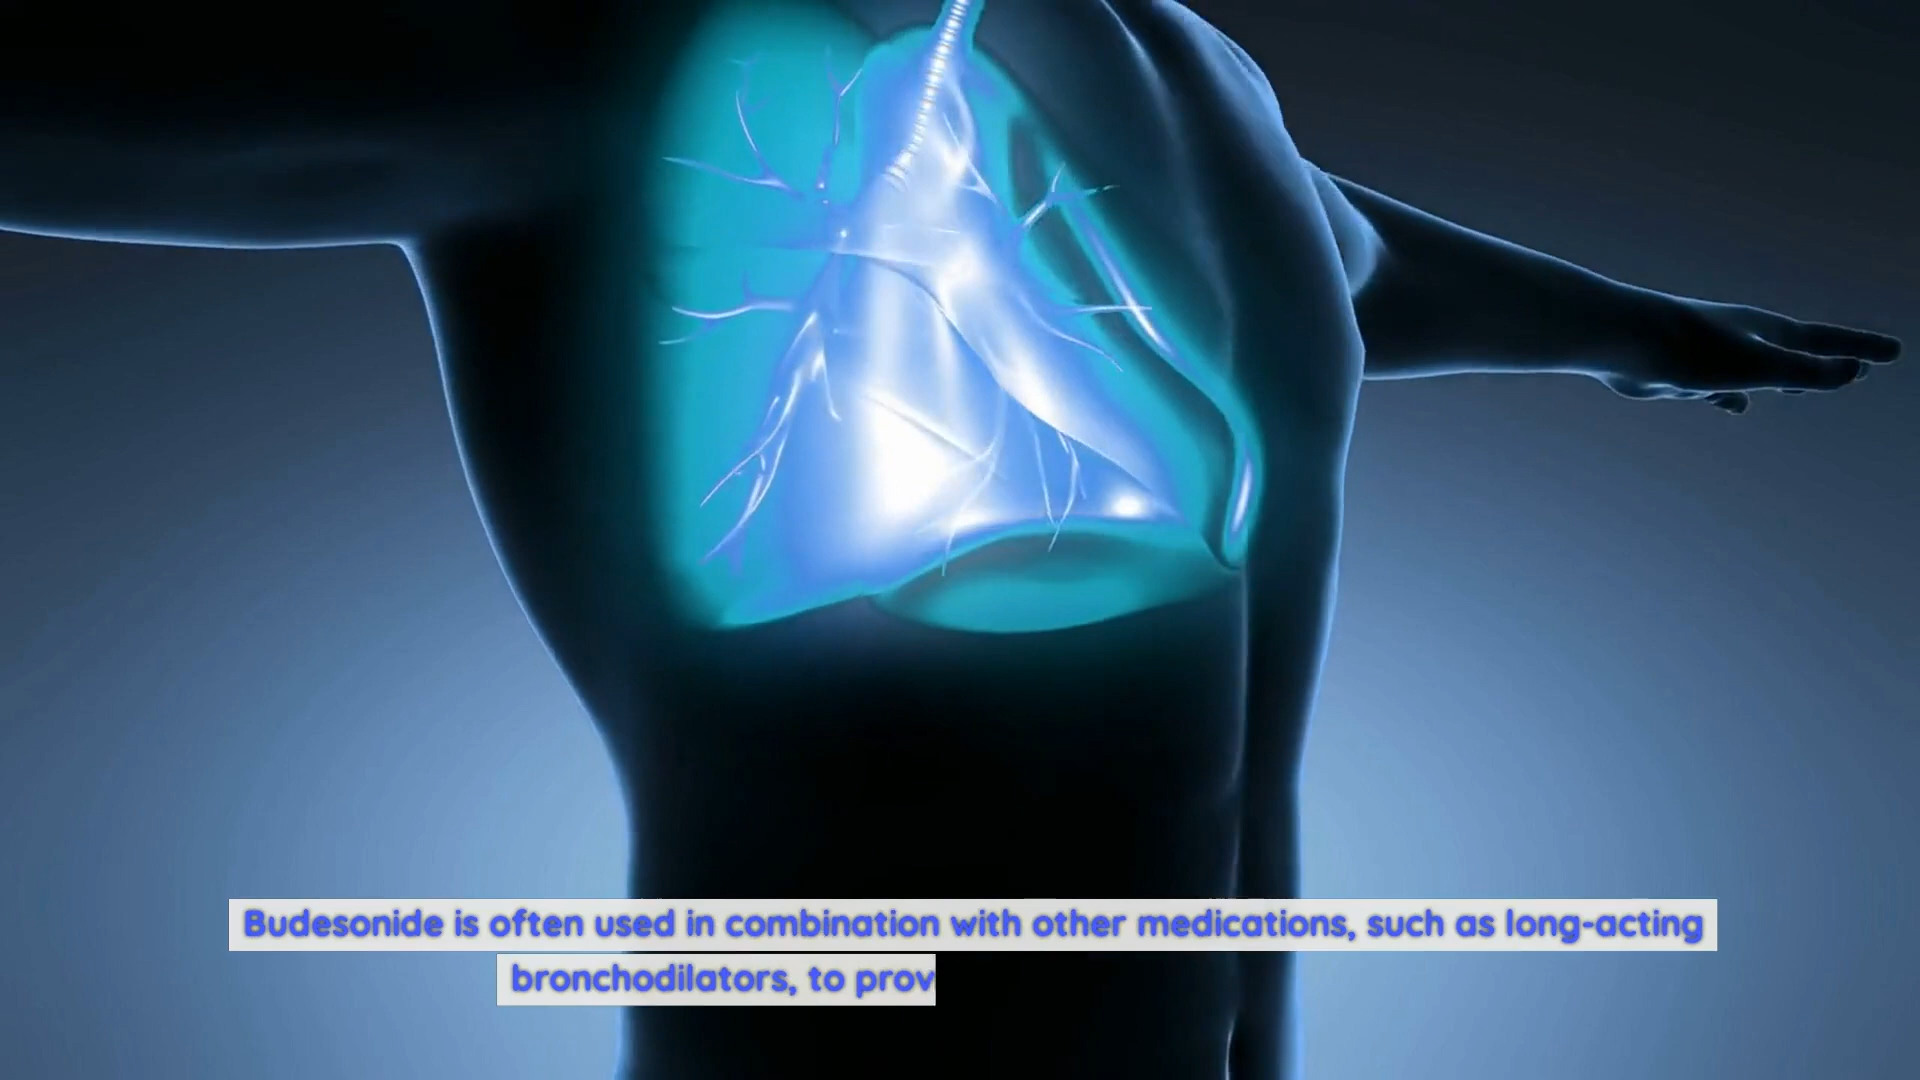 Budesonide is often used in combination with other medications, such as long-acting
bronchodilators, to prov